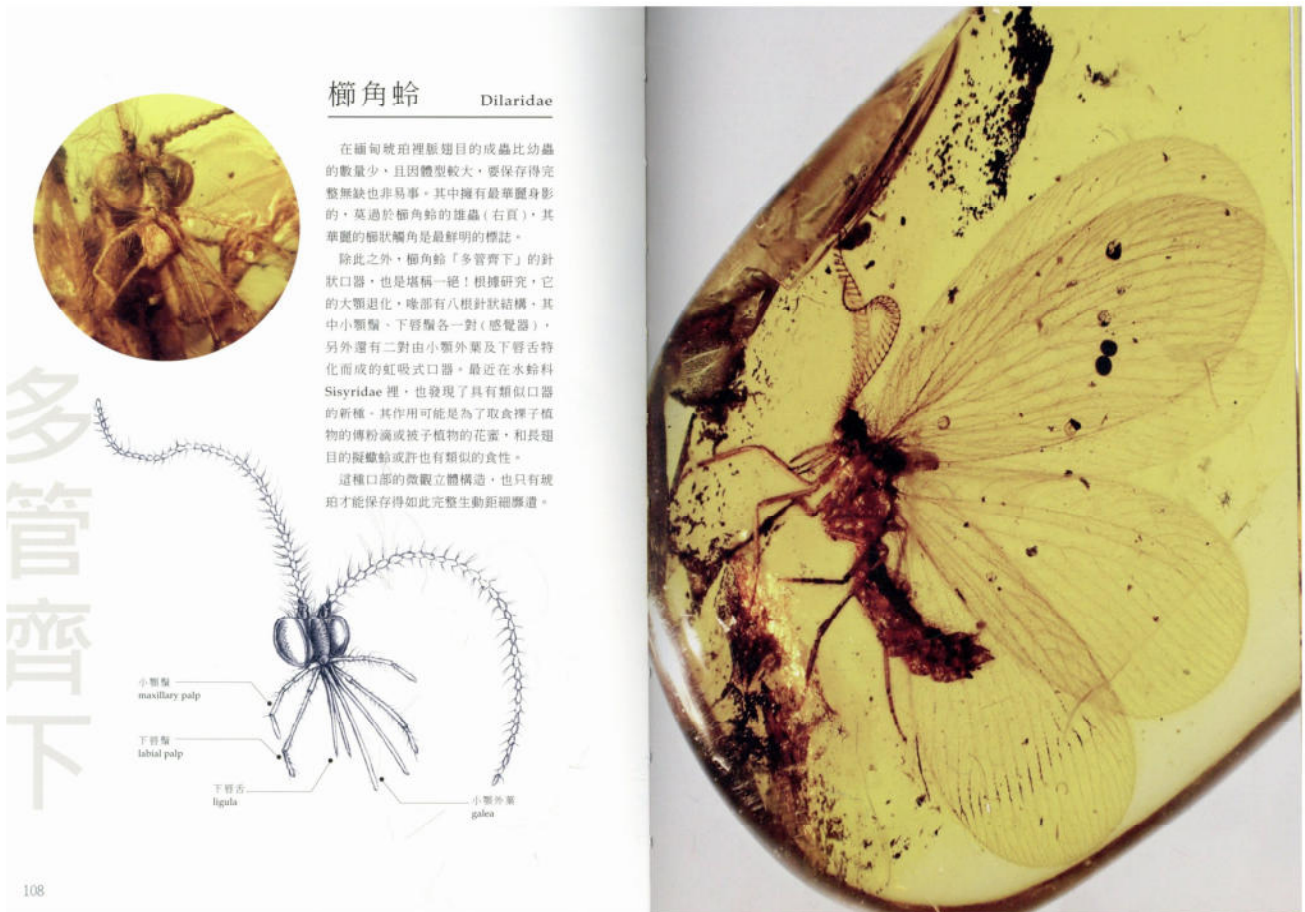 櫛角蛉
Dilaridae
在緬甸琥珀裡脈翅目的成蟲比幼蟲
的數量少，且因體型較大，要保存得完
整無缺也非易事。其中擁有最華麗身影
的，莫過於櫛角蛉的雄蟲（右頁），其
華麗的櫛狀觸角是最鮮明的標誌。
除此之外，櫛角蛉「多管齊下」的針
狀口器，也是堪稱一絕！根據研究，它
的大顎退化，喙部有八根針狀結構。其
中小顎鬚、下唇鬚各一對（感覺器），
另外還有二對由小顎外葉及下唇舌特
化而成的虹吸式口器。最近在水蛉科
Sisyridae 裡，也發現了具有類似口器
的新種。其作用可能是為了取食裸子植
物的傳粉滴或被子植物的花蜜，和長翅
目的擬蠍蛉或許也有類似的食性。
這種口部的微觀立體構造，也只有琥
珀才能保存得如此完整生動鉅細靡遺。
多管齊下
小顎鬚
maxillary palp
下唇鬚
labial palp
下唇舌
ligula
小顎外葉
galea
108